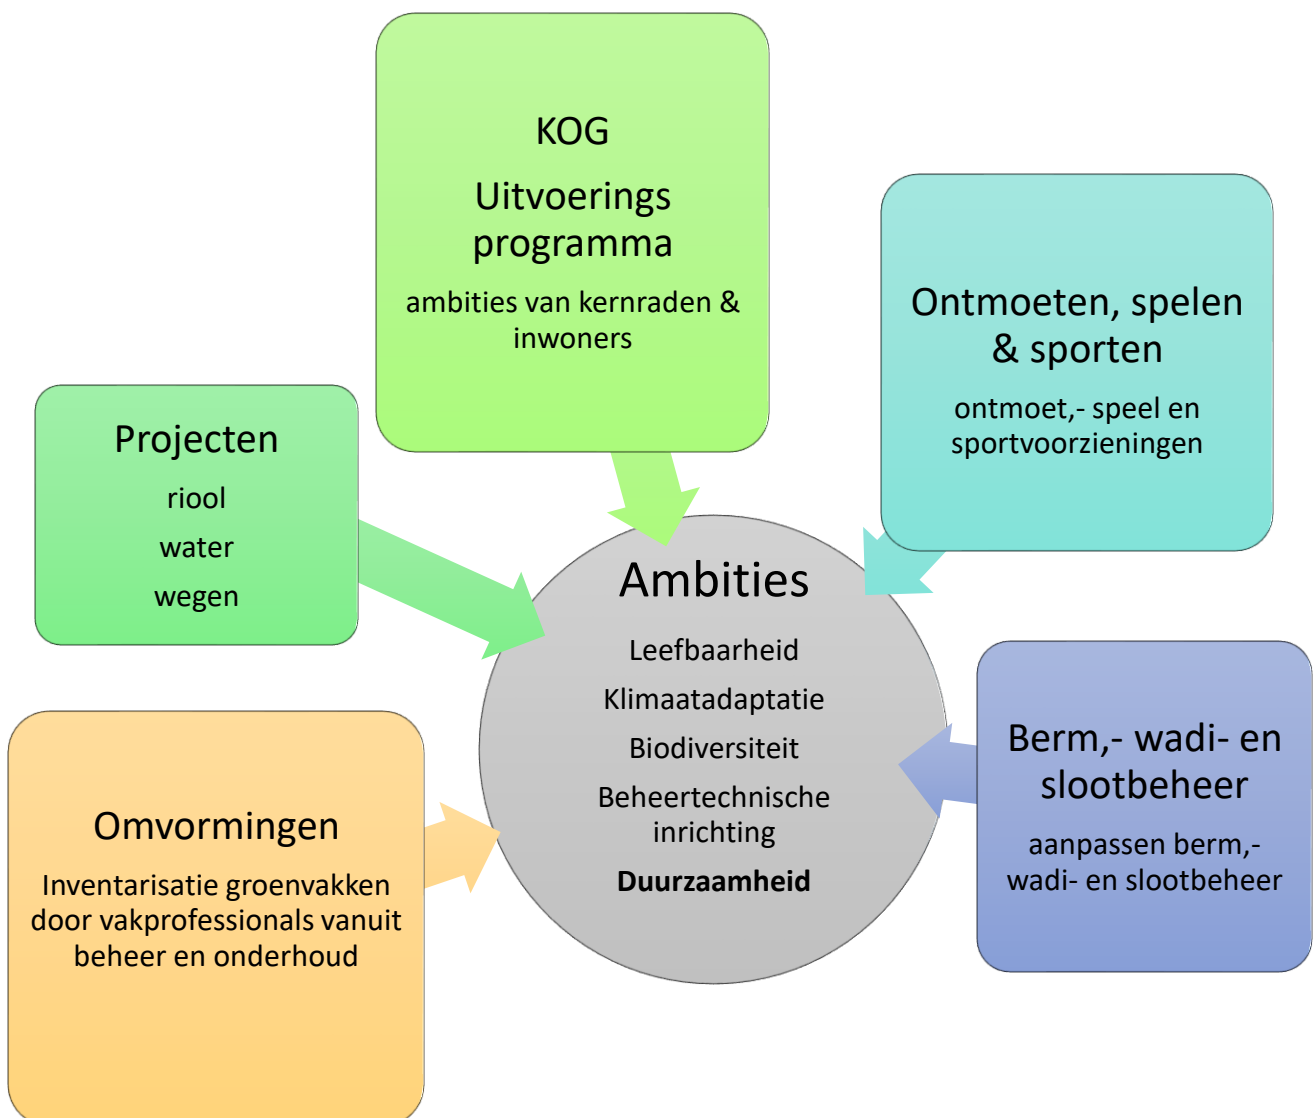 KOG
Uitvoerings
programma
ambities van kernraden &
inwoners
Ontmoeten, spelen
& sporten
ontmoet,- speel en
sportvoorzieningen
Projecten
riool
water
wegen
Ambities
Leefbaarheid
Klimaatadaptatie
Biodiversiteit
Beheertechnische
inrichting
Duurzaamheid
Berm,- wadi- en
slootbeheer
aanpassen berm,-
wadi- en slootbeheer
Omvormingen
Inventarisatie groenvakken
door vakprofessionals vanuit
beheer en onderhoud